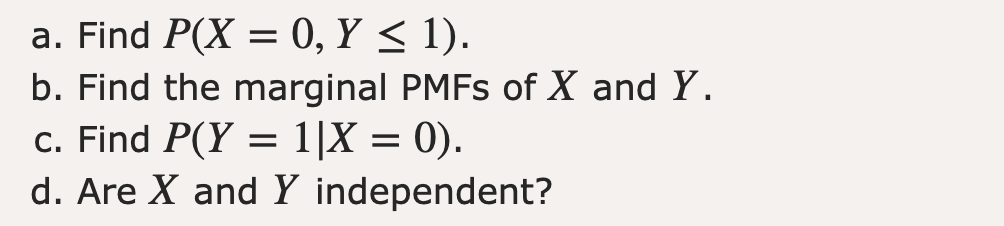 a. Find P(X = 0, Y ≤ 1).
b. Find the marginal PMFs of X and Y.
c. Find P(Y = 1|X = 0).
d. Are X and Y independent?